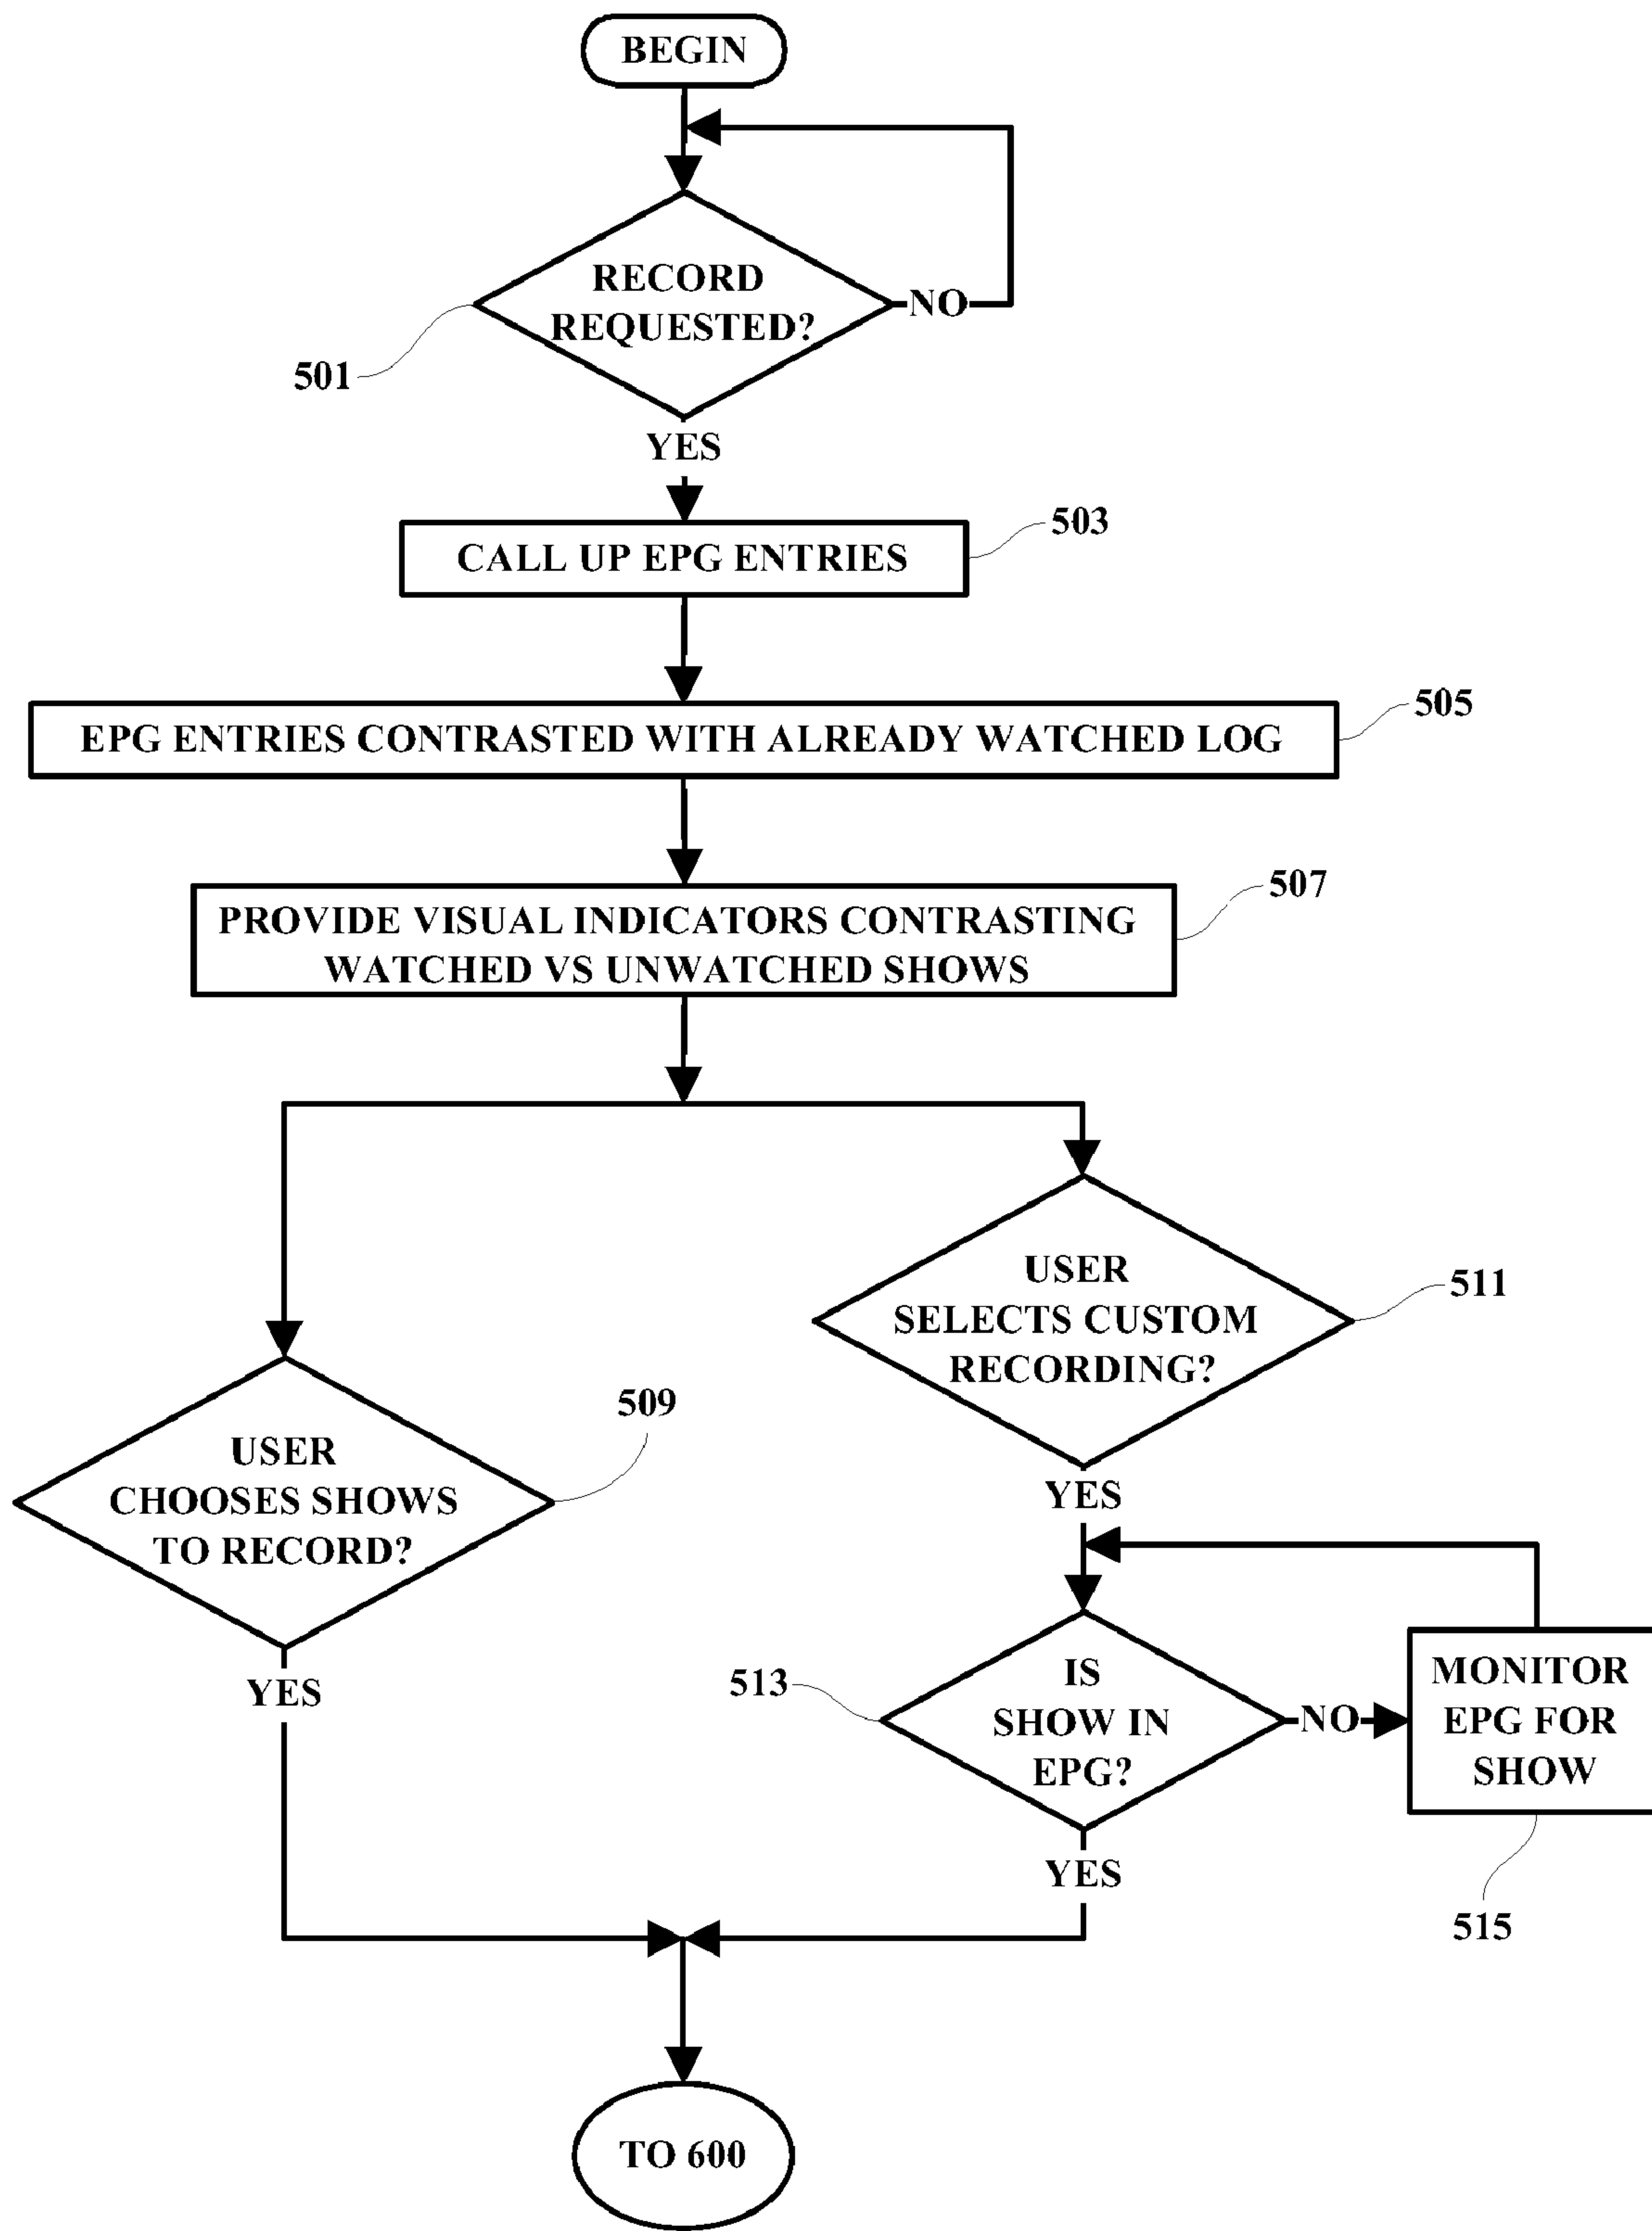 BEGIN
RECORD
REQUESTED?
NO
501
YES
CALL UP EPG ENTRIES
503
EPG ENTRIES CONTRASTED WITH ALREADY WATCHED LOG
505
PROVIDE VISUAL INDICATORS CONTRASTING
WATCHED VS UNWATCHED SHOWS
507
USER
SELECTS CUSTOM
RECORDING?
511
USER
CHOOSES SHOWS
TO RECORD?
509
YES
YES
IS
SHOW IN
EPG?
513
NO
MONITOR
EPG FOR
SHOW
515
YES
TO 600